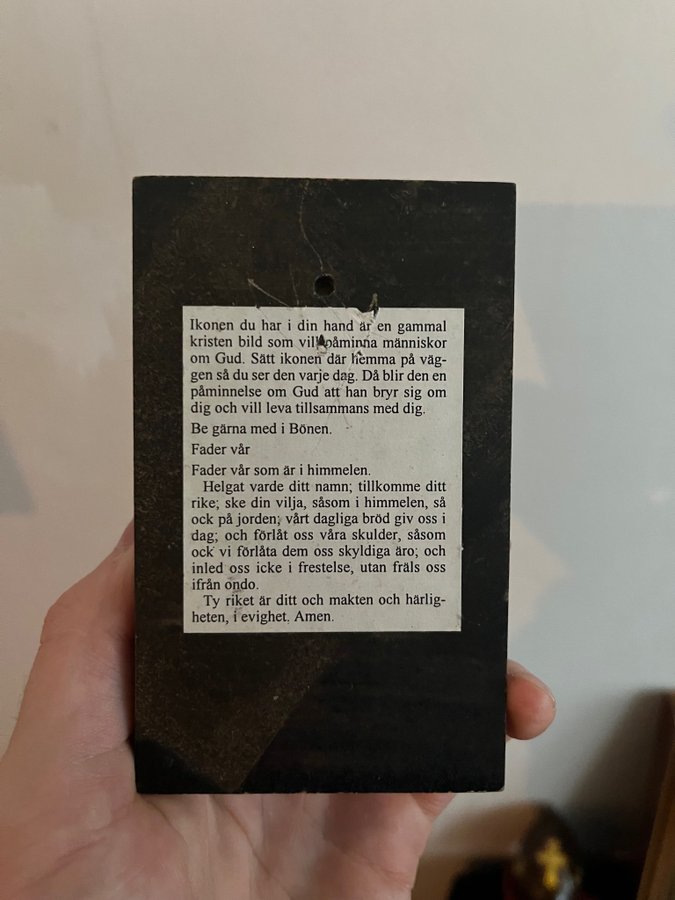 Ikonen du har i din hand är en gammal
kristen bild som vill påminna människor
om Gud. Sätt ikonen där hemma på väg-
gen så du ser den varje dag. Då blir den en
påminnelse om Gud att han bryr sig om
dig och vill leva tillsammans med dig.
Be gärna med i Bönen.
Fader vår
Fader vår som är i himmelen.
Helgat varde ditt namn; tillkomme ditt
rike; ske din vilja, såsom i himmelen, så
ock på jorden; vårt dagliga bröd giv oss i
dag; och förlåt oss våra skulder, såsom
ock vi förlåta dem oss skyldiga äro; och
inled oss icke i frestelse, utan fräls oss
ifrån ondo.
Ty riket är ditt och makten och härlig-
heten, i evighet. Amen.